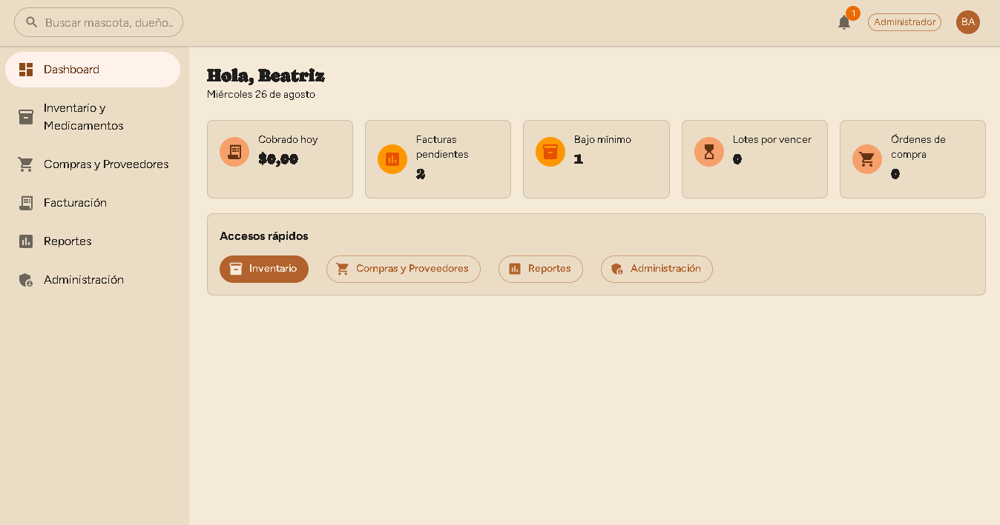 Buscar mascota, dueño..
1
Administrador
BA
Dashboard
Inventario y
Medicamentos
Compras y Proveedores
Facturación
Reportes
Administración
Hola, Beatriz
Miércoles 26 de agosto
Cobrado hoy
$0,00
Facturas
pendientes
2
Bajo mínimo
1
Lotes por vencer
0
Órdenes de
compra
0
Accesos rápidos
Inventario
Compras y Proveedores
Reportes
Administración